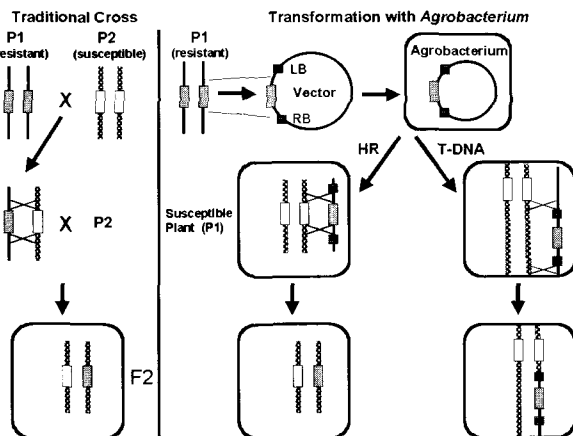 Traditional Cross
P1
P2
esistant)
(susceptible)
X
X
P2
F2
Transformation with Agrobacterium
P1
(resistant)
LB
Vector
RB
Agrobacterium
HR
T-DNA
Susceptible
Plant (P1)